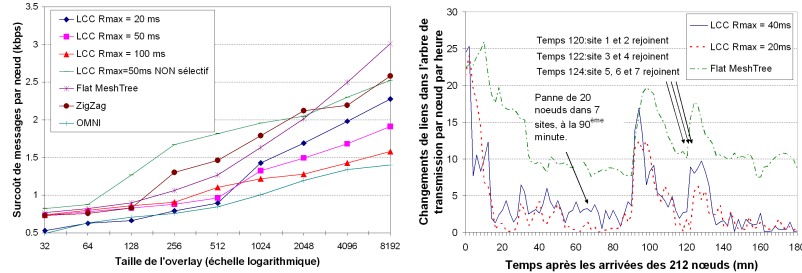 Surcoût de messages par nœud (kbps)
3.5
3
2.5
2
1.5
1
0.5
LCC Rmax = 20 ms
LCC Rmax = 50 ms
LCC Rmax = 100 ms
LCC Rmax=50ms NON sélectif
Flat MeshTree
ZigZag
OMNI
32 64 128 256 512 1024 2048 4096 8192
Taille de l'overlay (échelle logarithmique)
Changements de liens dans l'arbre de
transmission par nœud par heure
30
25
20
15
10
5
0
Temps 120:site 1 et 2 rejoignent
Temps 122:site 3 et 4 rejoignent
Temps 124:site 5, 6 et 7 rejoignent
LCC Rmax = 40ms
LCC Rmax = 20ms
Flat MeshTree
Panne de 20
noeuds dans 7
sites, à la 90ème
minute.
0 20 40 60 80 100 120 140 160 180
Temps après les arrivées des 212 nœuds (mn)